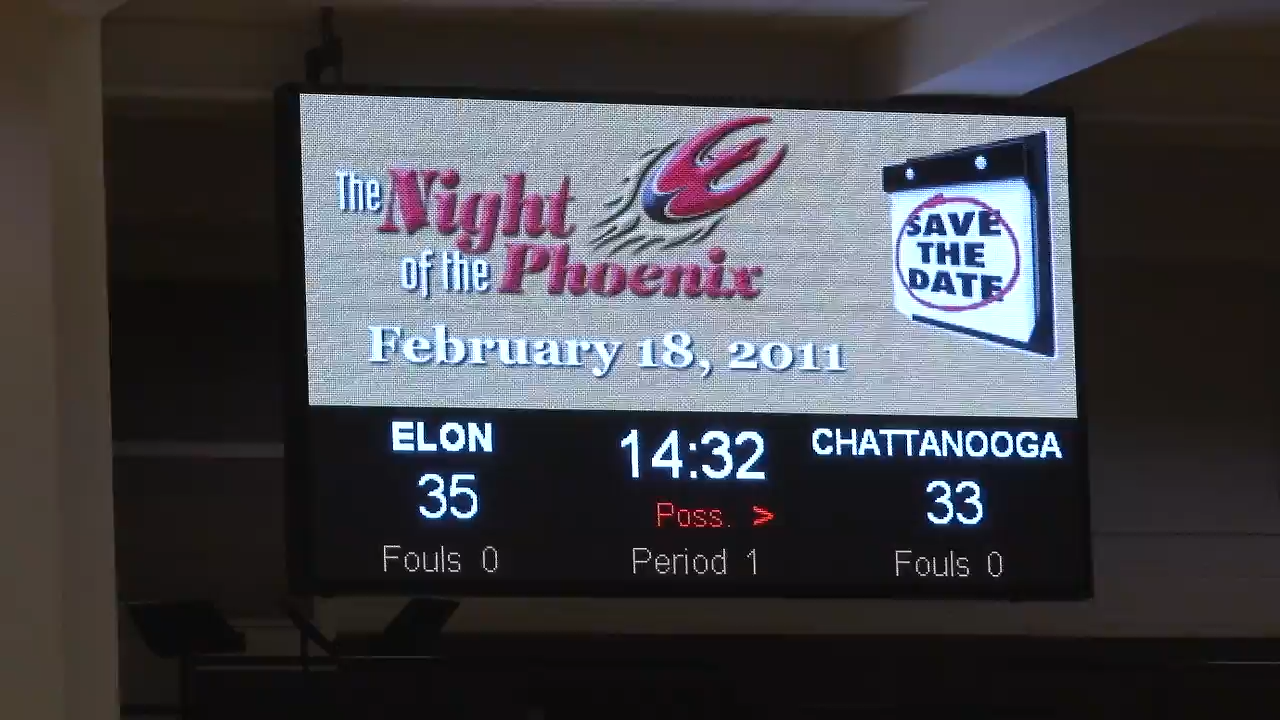 The Night
of the Phoenix
February 18, 2011
SAVE
THE
DATE
ELON
14:32
CHATTANOOGA
35
Poss. >
33
Fouls 0
Period 1
Fouls 0